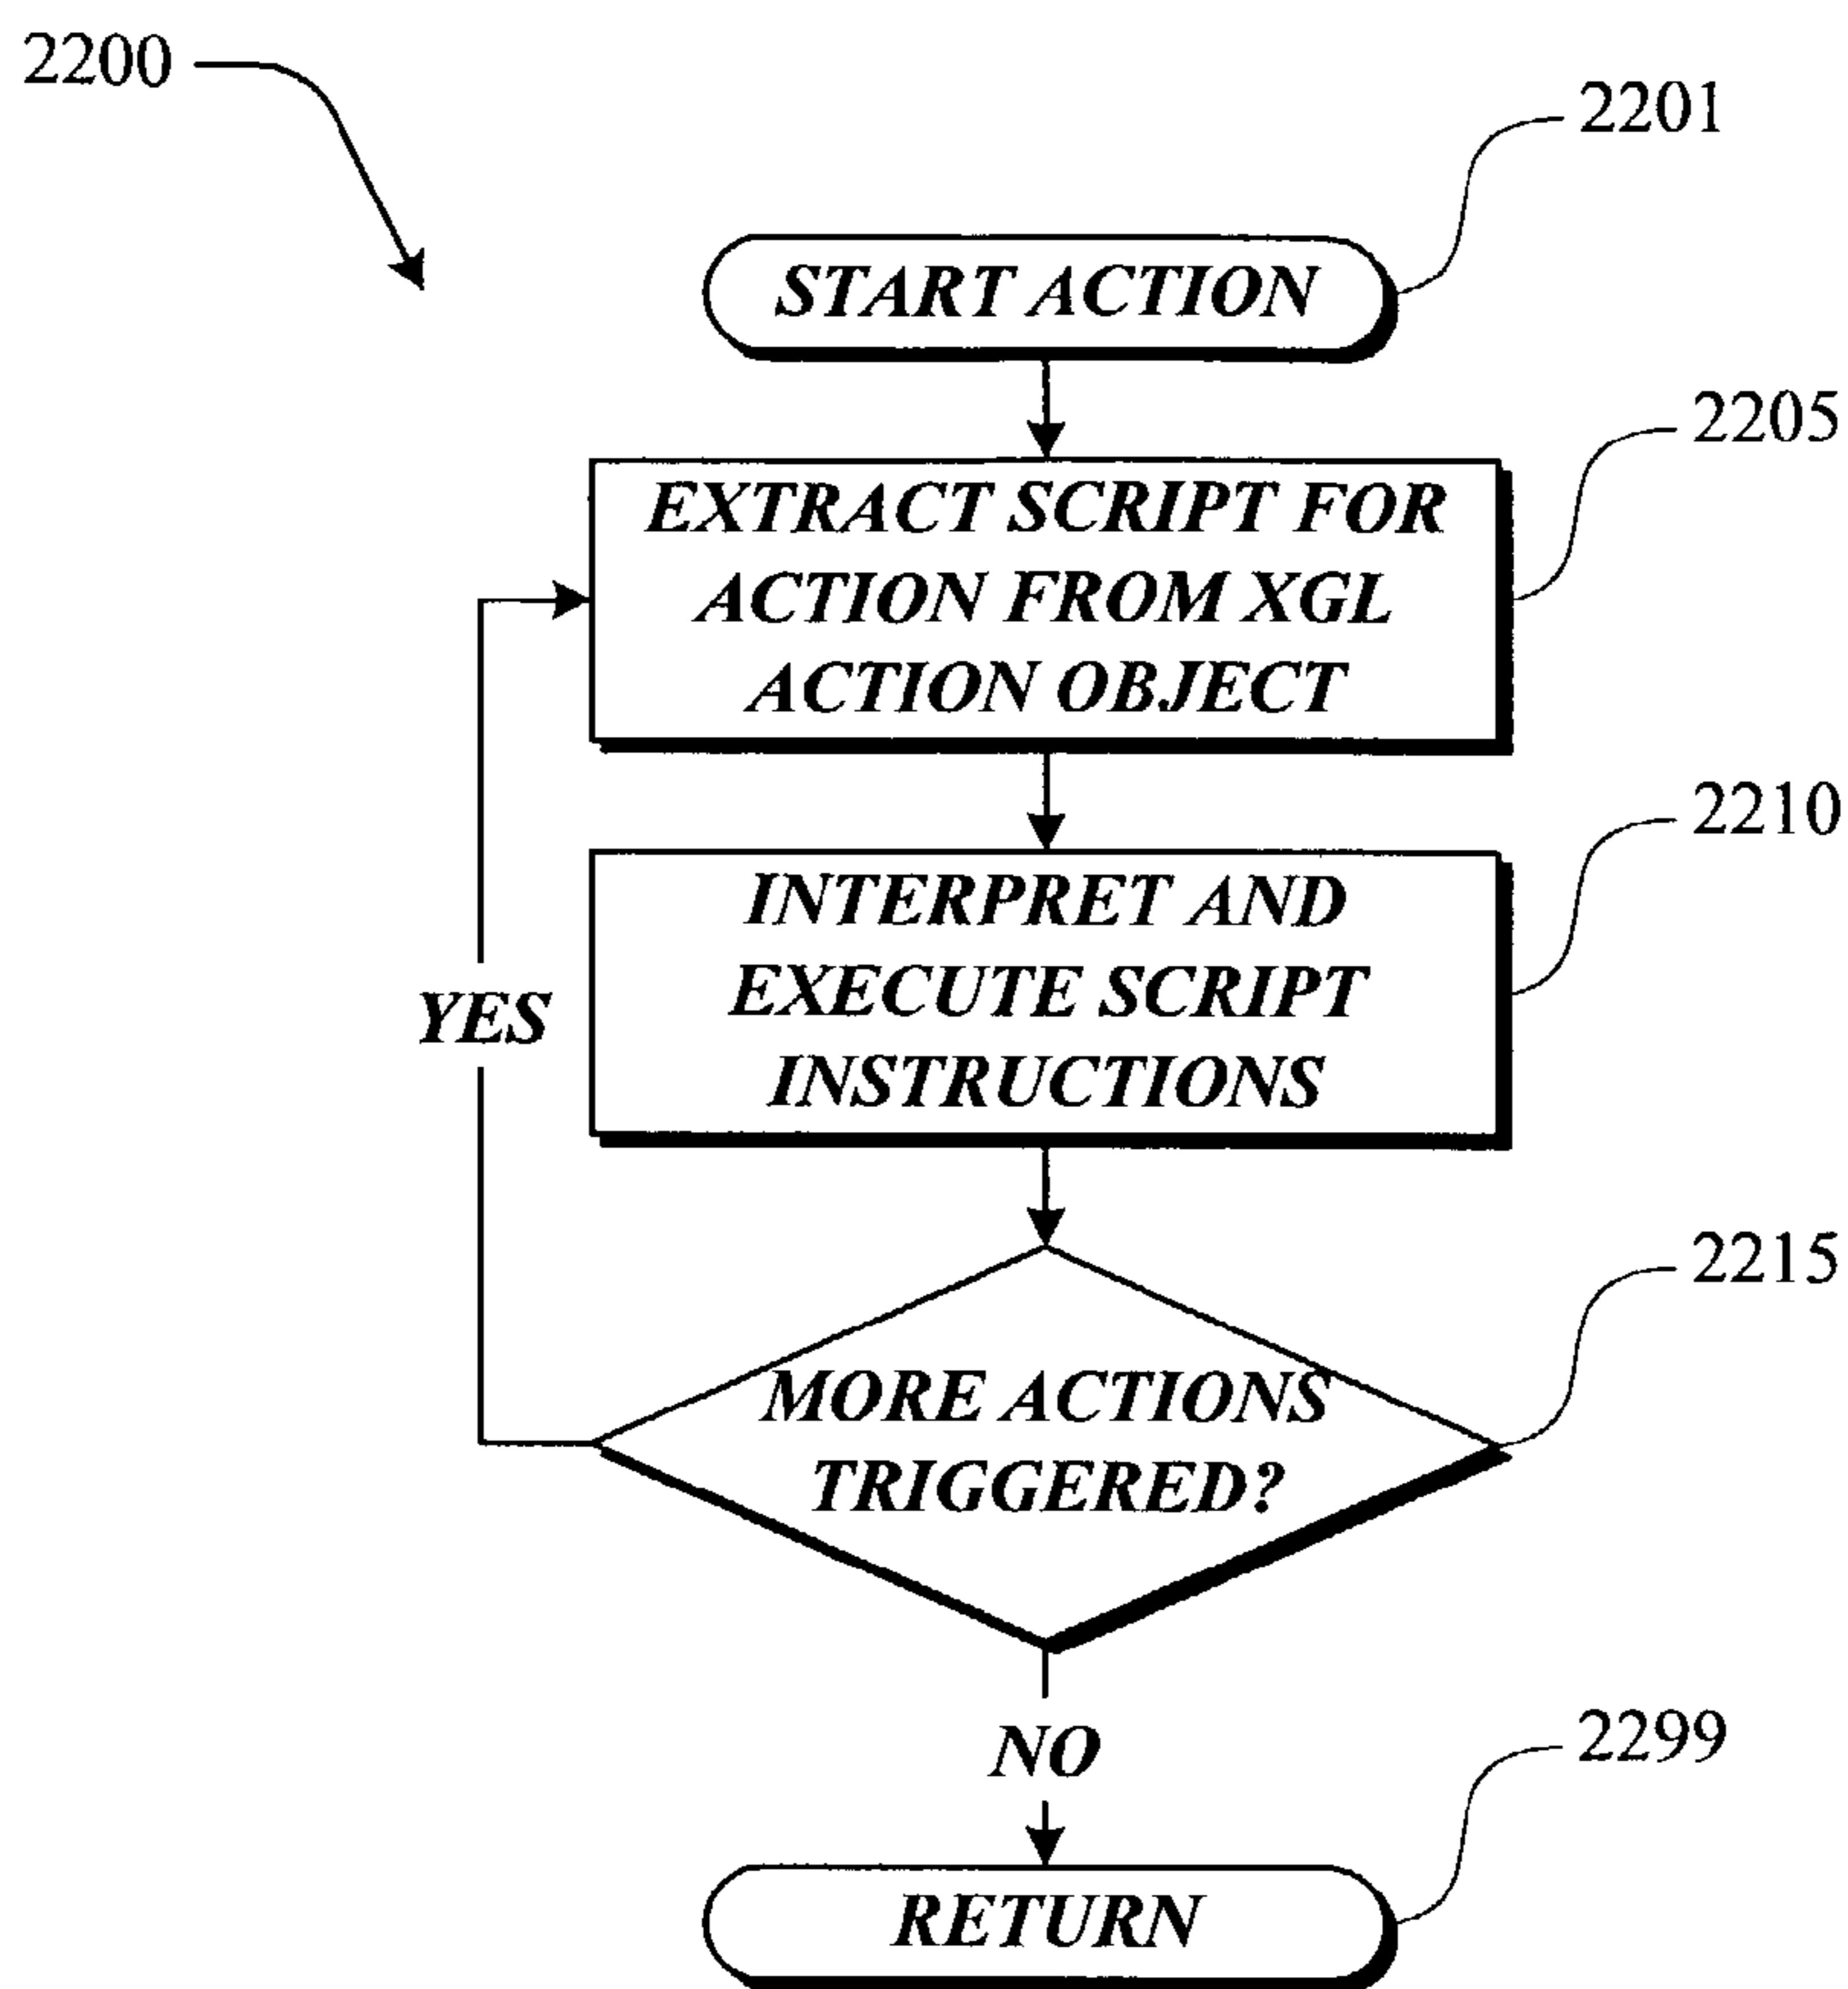 2200
2201
START ACTION
2205
EXTRACT SCRIPT FOR
ACTION FROM XGL
ACTION OBJECT
2210
INTERPRET AND
EXECUTE SCRIPT
INSTRUCTIONS
YES
2215
MORE ACTIONS
TRIGGERED?
NO
2299
RETURN